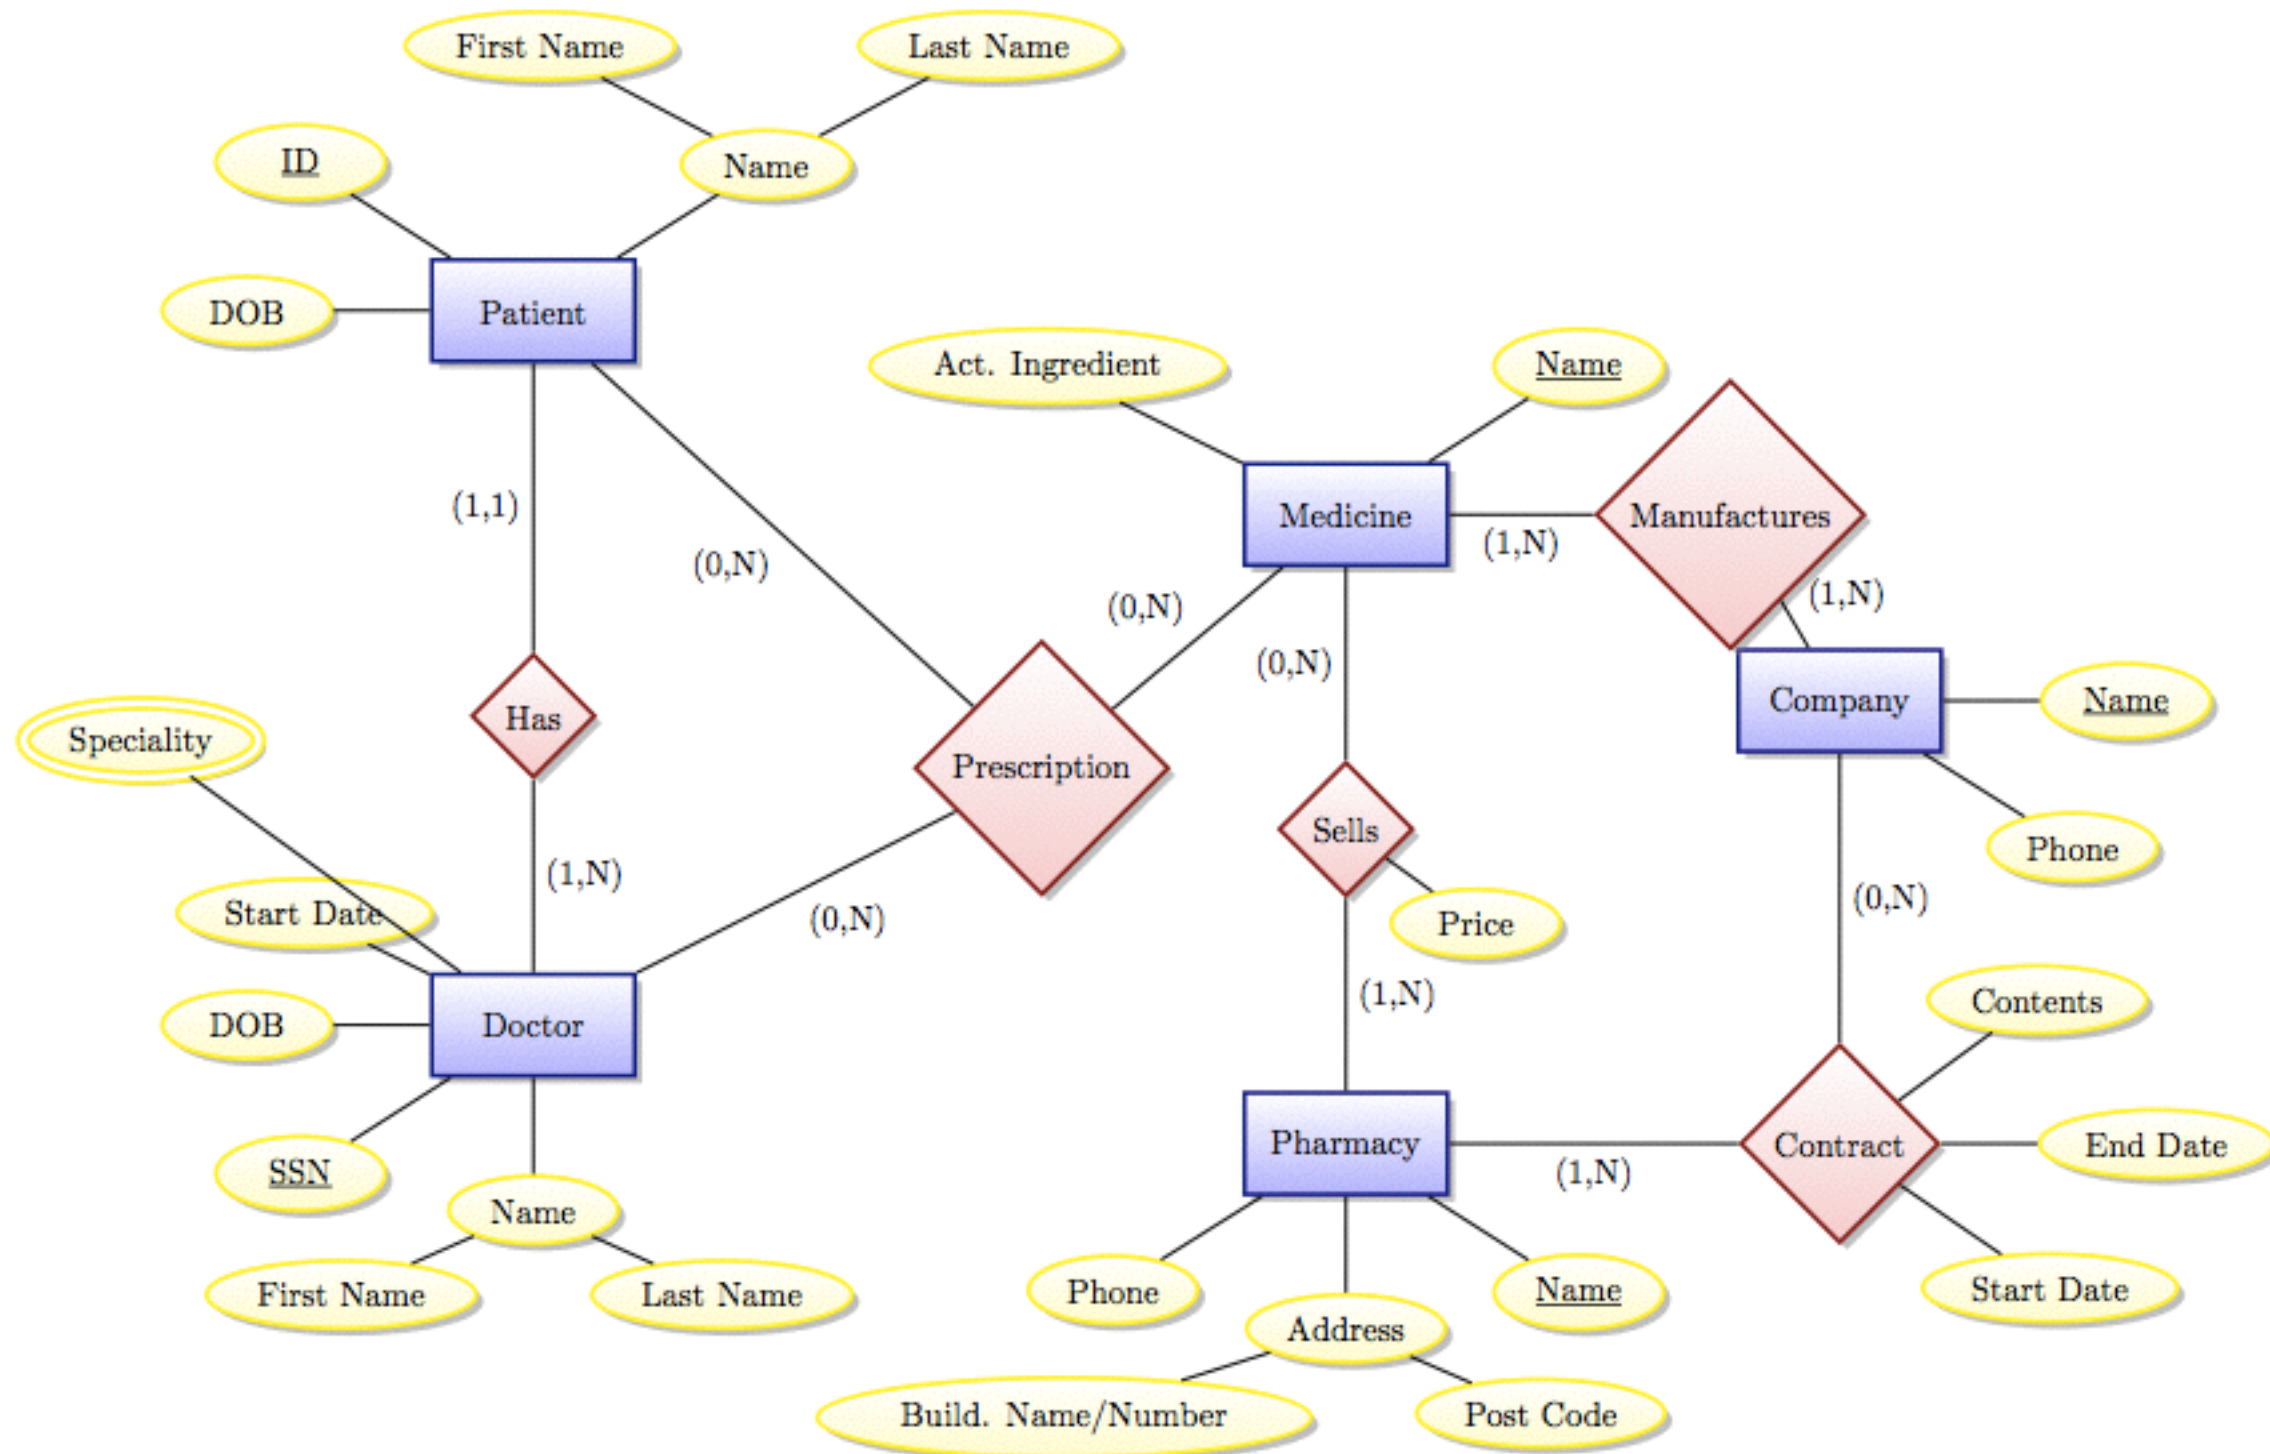 First Name
Last Name
ID
Name
DOB
Patient
Act. Ingredient
Name
(1,1)
Medicine
Manufactures
(1,N)
(0,N)
(0,N)
(1,N)
(0,N)
Company
Name
Has
Speciality
Prescription
Sells
Phone
(1,N)
(0,N)
Start Date
(0,N)
Price
(1,N)
Contents
DOB
Doctor
Pharmacy
Contract
End Date
SSN
(1,N)
Name
First Name
Last Name
Phone
Name
Start Date
Address
Build. Name/Number
Post Code